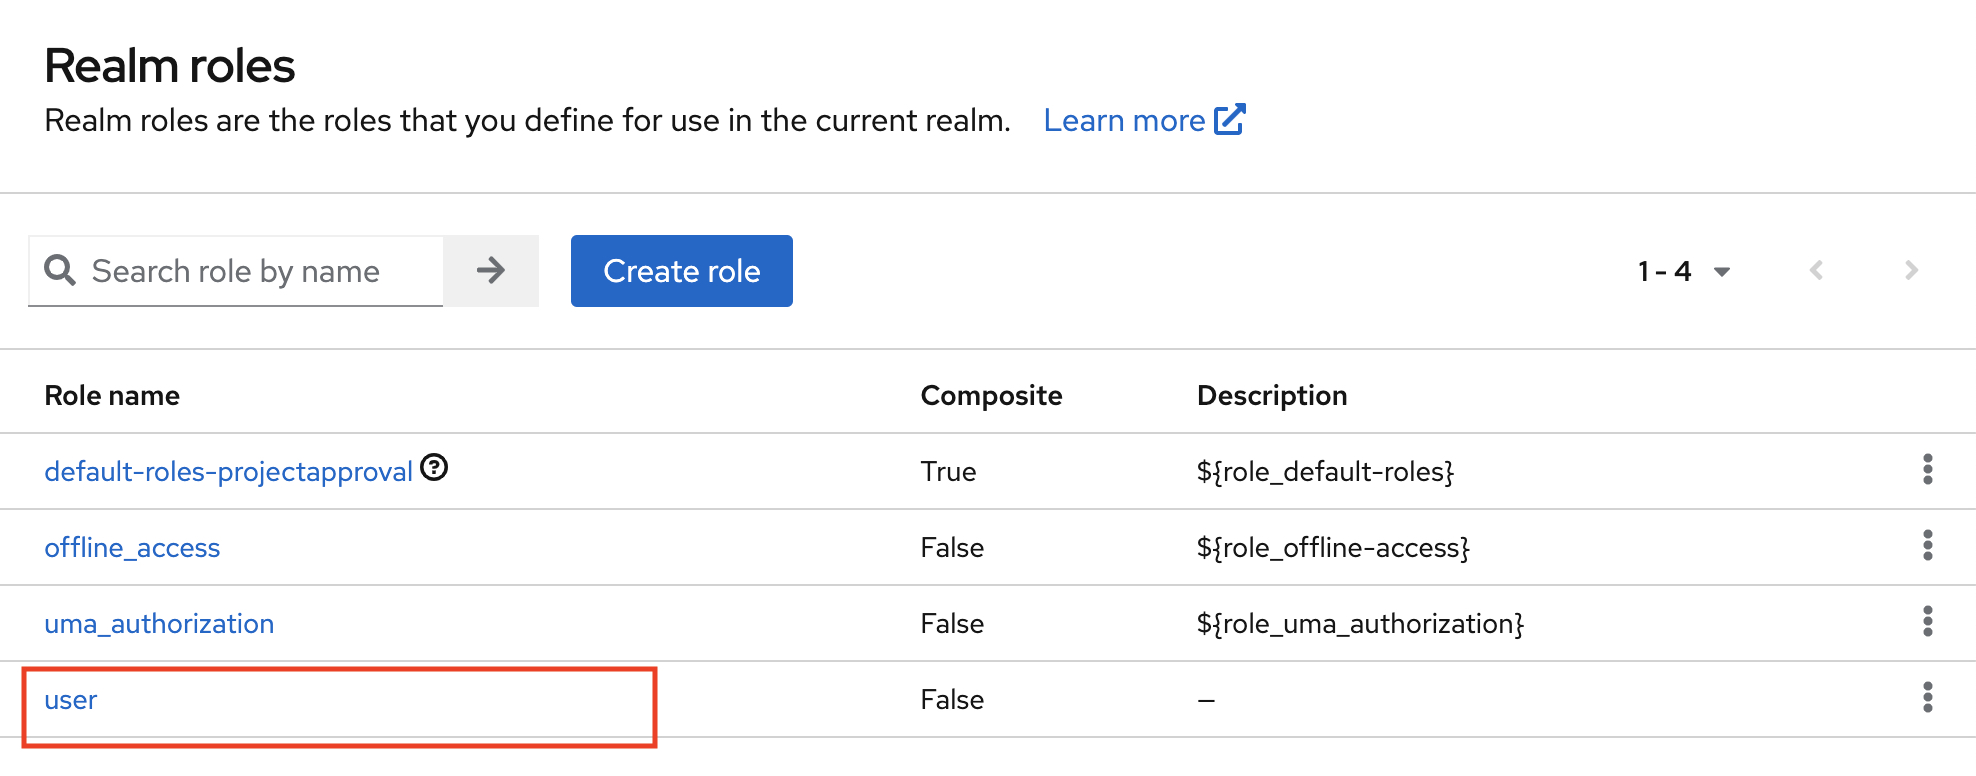 Realm roles
Realm roles are the roles that you define for use in the current realm. Learn more
Search role by name Create role 1 - 4
Role name Composite Description
default-roles-projectapproval True ${role_default-roles}
offline_access False ${role_offline-access}
uma_authorization False ${role_uma_authorization}
user False –